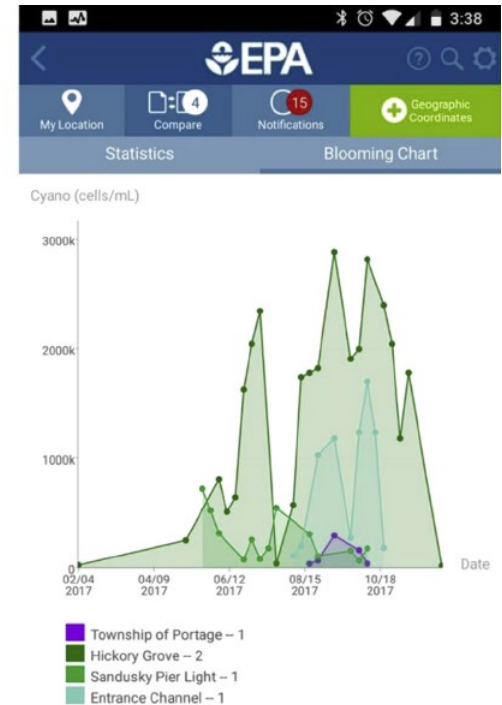 3:38
EPA
?
My Location
4
Compare
15
Notifications
Geographic
Coordinates
Statistics
Blooming Chart
Cyano (cells/mL)
3000k
2000k
1000k
0
Date
02/04
2017
04/09
2017
06/12
2017
08/15
2017
10/18
2017
Township of Portage – 1
Hickory Grove – 2
Sandusky Pier Light – 1
Entrance Channel – 1